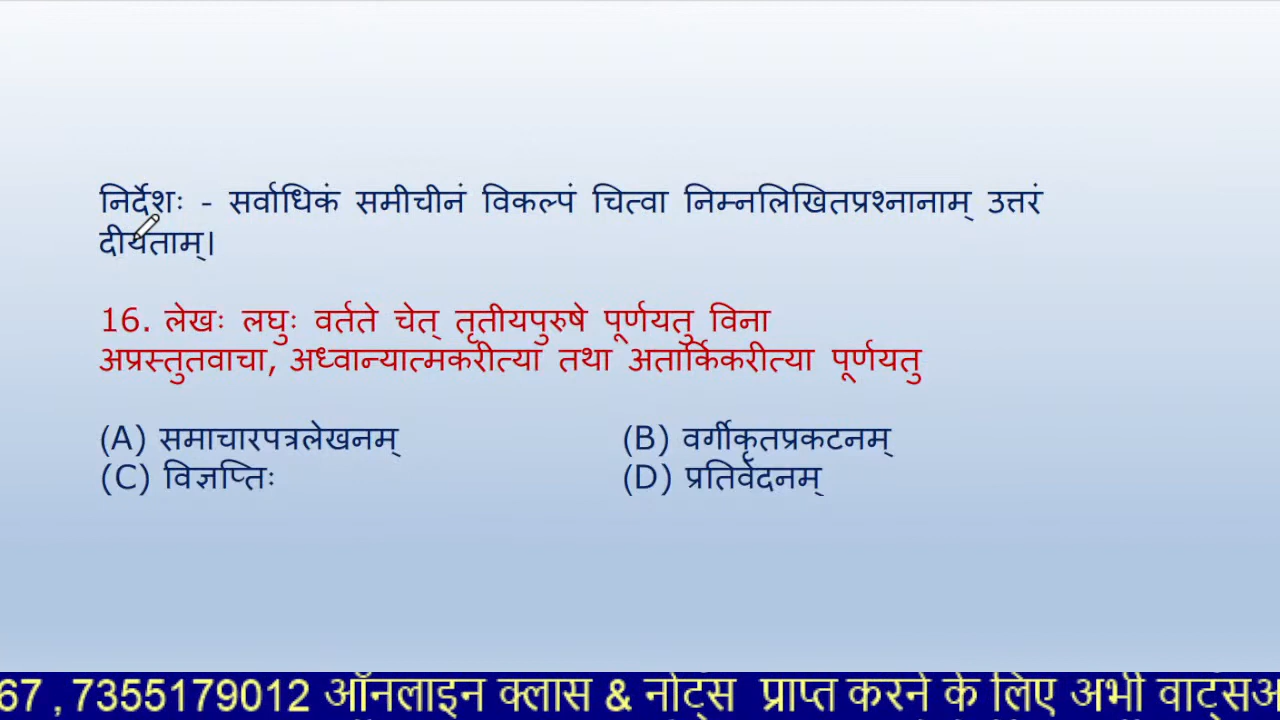 निर्देशः - सर्वाधिकं समीचीनं विकल्पं चित्वा निम्नलिखितप्रश्नानाम् उत्तरं
दीयताम्।
16. लेखः लघुः वर्तते चेत् तृतीयपुरुषे पूर्णयतु विना
अप्रस्तुतवाचा, अध्वान्यात्मकरीत्या तथा अतार्किकरीत्या पूर्णयतु
(A) समाचारपत्रलेखनम् (B) वर्गीकृतप्रकटनम्
(C) विज्ञप्तिः (D) प्रतिवेदनम्
67 , 7355179012 ऑनलाइन क्लास & नोट्स प्राप्त करने के लिए अभी वाट्सअ